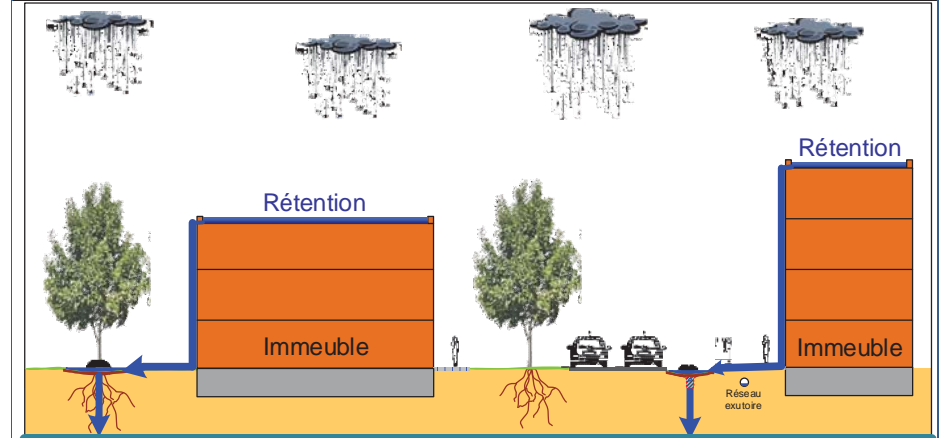 Rétention
Rétention
Immeuble
Immeuble
Réseau
exutoire